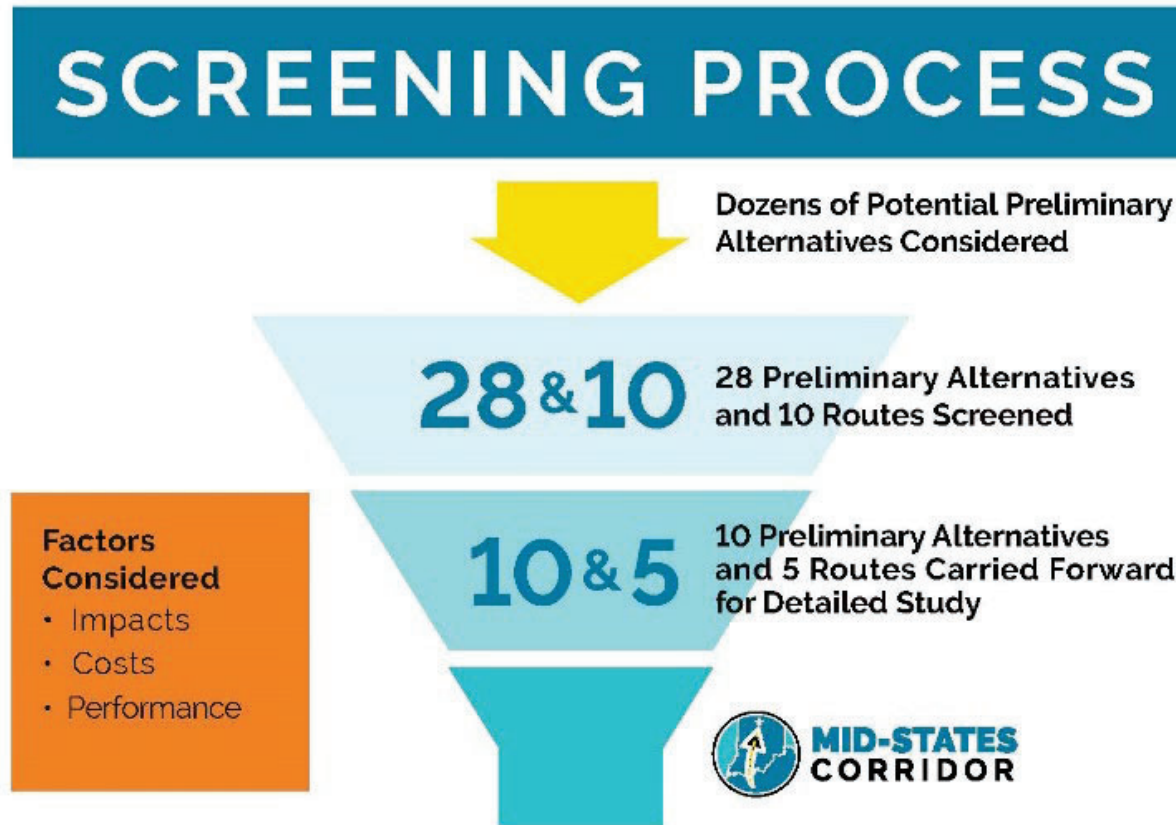 SCREENING PROCESS
Dozens of Potential Preliminary
Alternatives Considered
28 & 10
28 Preliminary Alternatives
and 10 Routes Screened
10 & 5
10 Preliminary Alternatives
and 5 Routes Carried Forward
for Detailed Study
Factors
Considered
• Impacts
• Costs
• Performance
MID-STATES
CORRIDOR